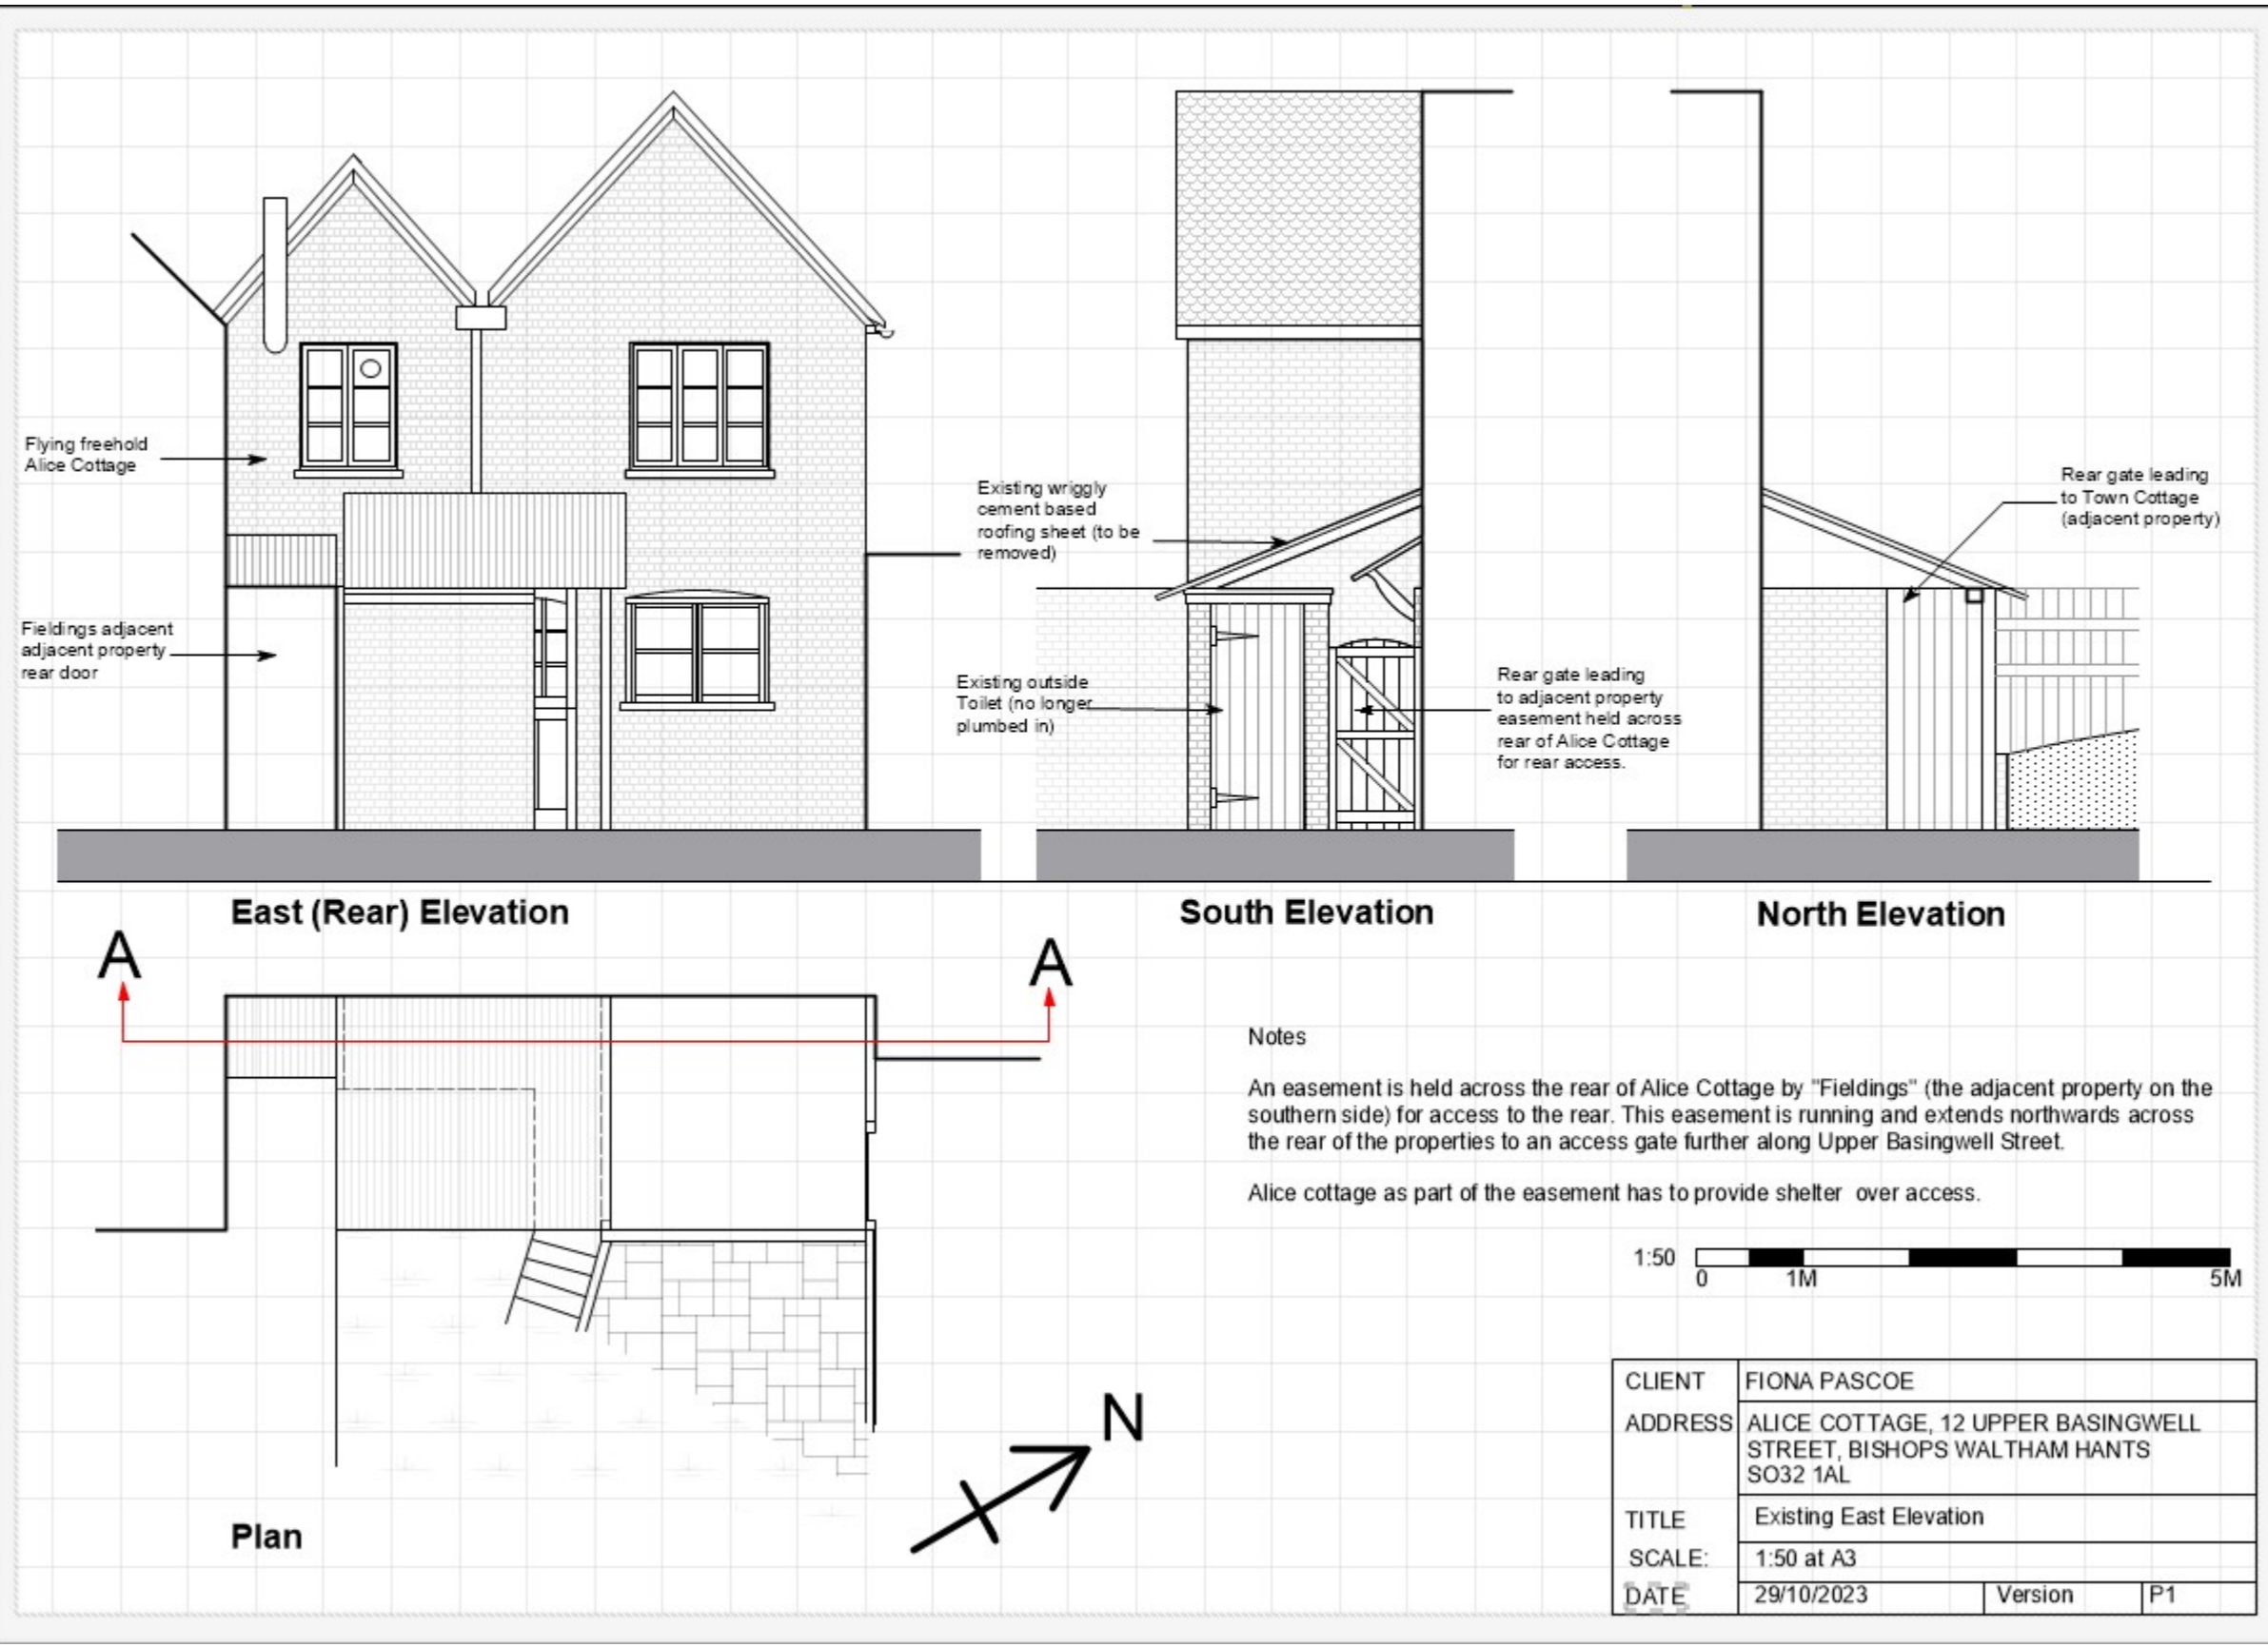 Flying freehold
Alice Cottage
Fieldings adjacent
adjacent property
rear door
Existing wriggly
cement based
roofing sheet (to be
removed)
Existing outside
Toilet (no longer
plumbed in)
Rear gate leading
to adjacent property
easement held across
rear of Alice Cottage
for rear access.
Rear gate leading
to Town Cottage
(adjacent property)
East (Rear) Elevation
South Elevation
North Elevation
A
A
Notes
An easement is held across the rear of Alice Cottage by "Fieldings" (the adjacent property on the
southern side) for access to the rear. This easement is running and extends northwards across
the rear of the properties to an access gate further along Upper Basingwell Street.
Alice cottage as part of the easement has to provide shelter over access.
1:50
0
1M
5M
N
Plan
CLIENT FIONA PASCOE
ADDRESS ALICE COTTAGE, 12 UPPER BASINGWELL
STREET, BISHOPS WALTHAM HANTS
SO32 1AL
TITLE Existing East Elevation
SCALE: 1:50 at A3
DATE 29/10/2023 Version P1